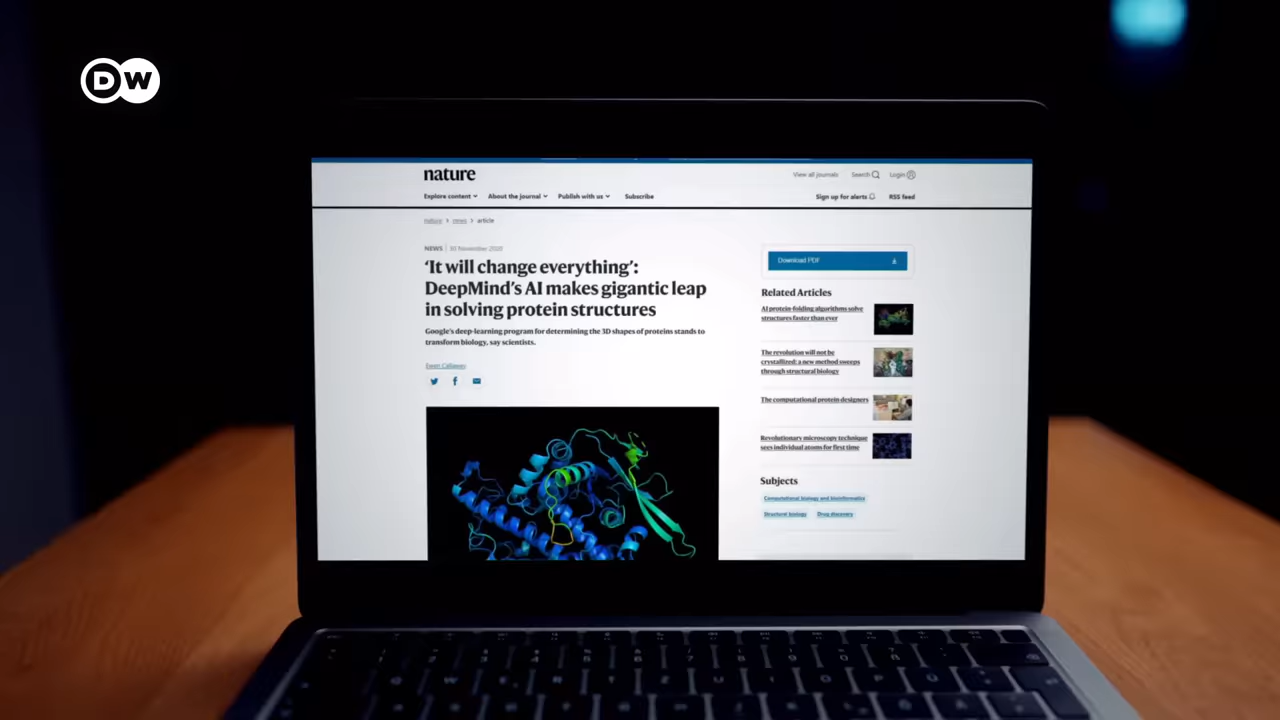 DW
nature
View all journals
Search
Login
Explore content
About the journal
Publish with us
Subscribe
Sign up for alerts
RSS feed
nature > news > article
NEWS | 30 November 2020
'It will change everything':
DeepMind's AI makes gigantic leap
in solving protein structures
Google's deep-learning program for determining the 3D shapes of proteins stands to
transform biology, say scientists.
Ewen Callaway
Download PDF
Related Articles
AI protein-folding algorithms solve
structures faster than ever
The revolution will not be
crystallized: a new method sweeps
through structural biology
The computational protein designers
Revolutionary microscopy technique
sees individual atoms for first time
Subjects
Computational biology and bioinformatics
Structural biology
Drug discovery